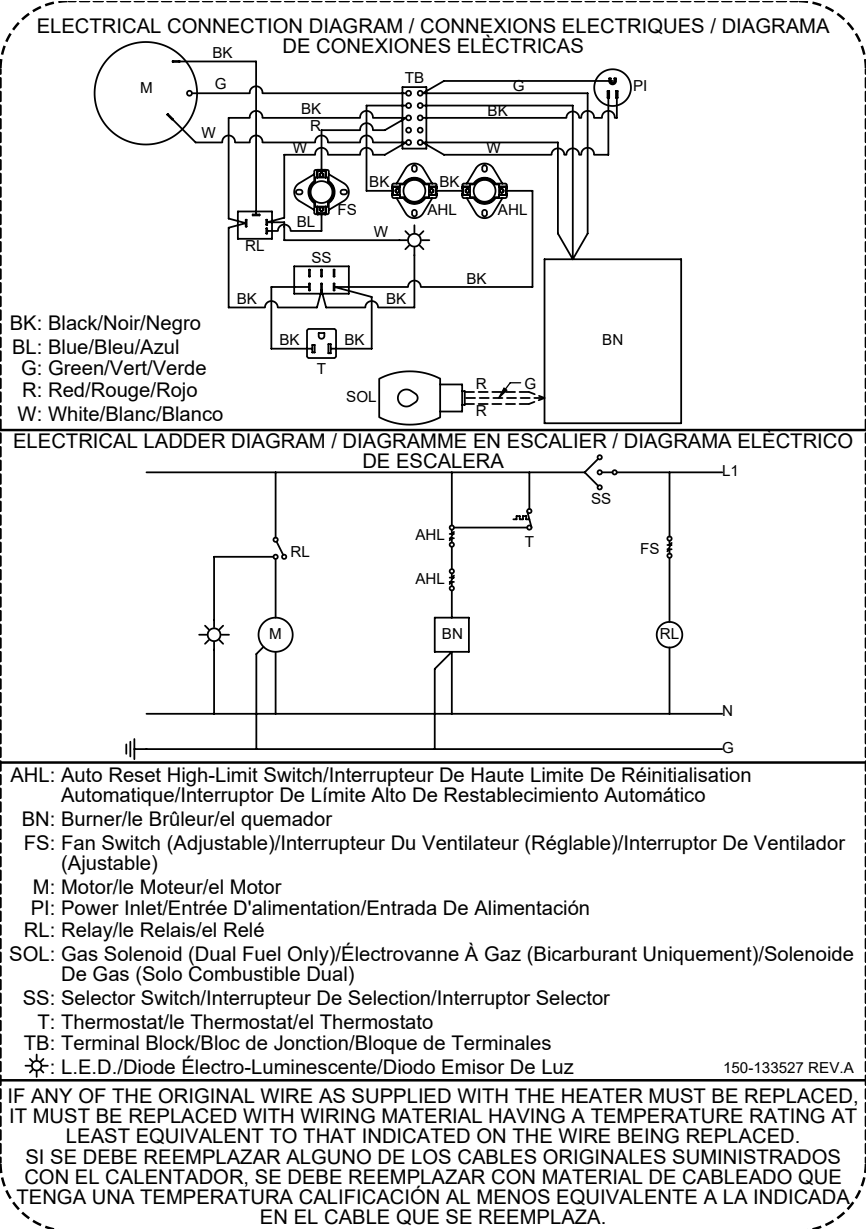 ELECTRICAL CONNECTION DIAGRAM / CONNEXIONS ELECTRIQUES / DIAGRAMA
DE CONEXIONES ELÈCTRICAS
BK
M
G
TB
G
PI
BK
BK
R
W
W
W
BK
BK
FS
AHL
AHL
BL
RL
W
SS
BK
BK
BK
BK
BK
T
BN
SOL
R
G
R
BK: Black/Noir/Negro
BL: Blue/Bleu/Azul
G: Green/Vert/Verde
R: Red/Rouge/Rojo
W: White/Blanc/Blanco
ELECTRICAL LADDER DIAGRAM / DIAGRAMME EN ESCALIER / DIAGRAMA ELÈCTRICO
DE ESCALERA
L1
SS
AHL
T
RL
FS
AHL
M
BN
RL
N
G
AHL: Auto Reset High-Limit Switch/Interrupteur De Haute Limite De Réinitialisation
Automatique/Interruptor De Límite Alto De Restablecimiento Automático
BN: Burner/le Brûleur/el quemador
FS: Fan Switch (Adjustable)/Interrupteur Du Ventilateur (Réglable)/Interruptor De Ventilador
(Ajustable)
M: Motor/le Moteur/el Motor
PI: Power Inlet/Entrée D'alimentation/Entrada De Alimentación
RL: Relay/le Relais/el Relé
SOL: Gas Solenoid (Dual Fuel Only)/Électrovanne À Gaz (Bicarburant Uniquement)/Solenoide
De Gas (Solo Combustible Dual)
SS: Selector Switch/Interrupteur De Selection/Interruptor Selector
T: Thermostat/le Thermostat/el Thermostato
TB: Terminal Block/Bloc de Jonction/Bloque de Terminales
: L.E.D./Diode Électro-Luminescente/Diodo Emisor De Luz
150-133527 REV.A
IF ANY OF THE ORIGINAL WIRE AS SUPPLIED WITH THE HEATER MUST BE REPLACED,
IT MUST BE REPLACED WITH WIRING MATERIAL HAVING A TEMPERATURE RATING AT
LEAST EQUIVALENT TO THAT INDICATED ON THE WIRE BEING REPLACED.
SI SE DEBE REEMPLAZAR ALGUNO DE LOS CABLES ORIGINALES SUMINISTRADOS
CON EL CALENTADOR, SE DEBE REEMPLAZAR CON MATERIAL DE CABLEADO QUE
TENGA UNA TEMPERATURA CALIFICACIÓN AL MENOS EQUIVALENTE A LA INDICADA
EN EL CABLE QUE SE REEMPLAZA.